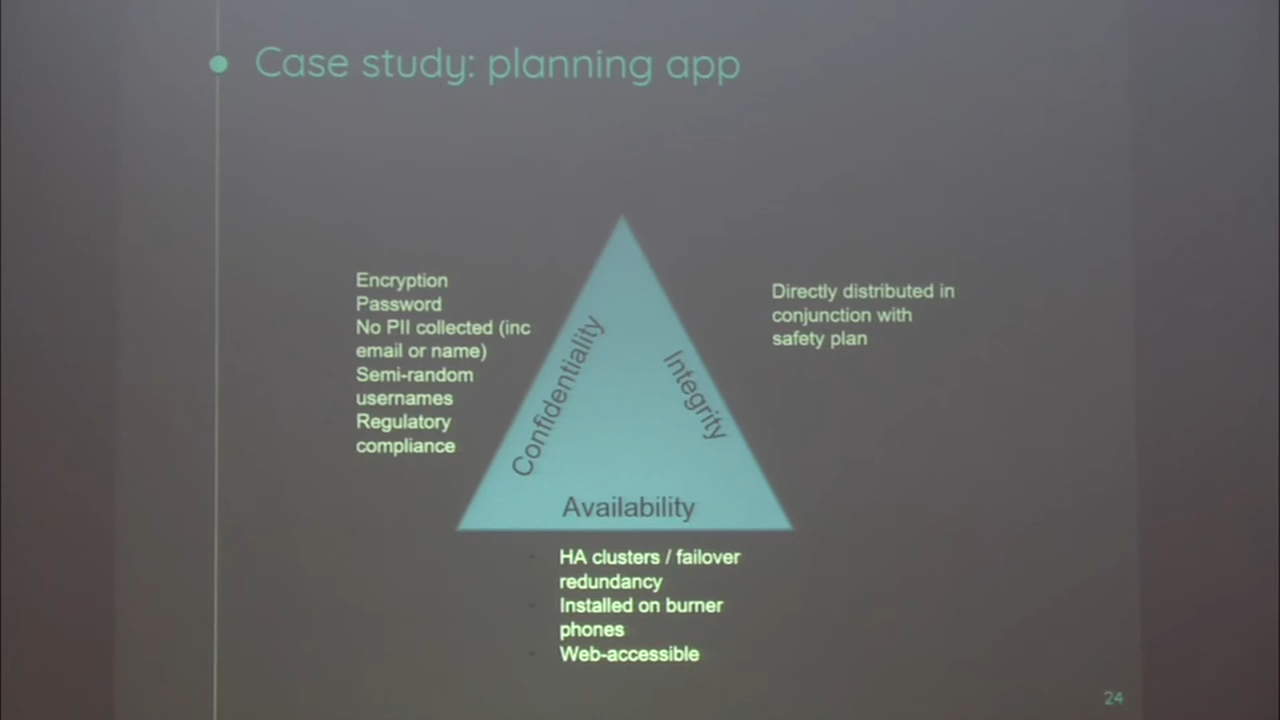 Case study: planning app
Encryption
Password
No PII collected (inc
email or name)
Semi-random
usernames
Regulatory
compliance
Directly distributed in
conjunction with
safety plan
Confidentiality
Integrity
Availability
HA clusters / failover
redundancy
Installed on burner
phones
Web-accessible
24